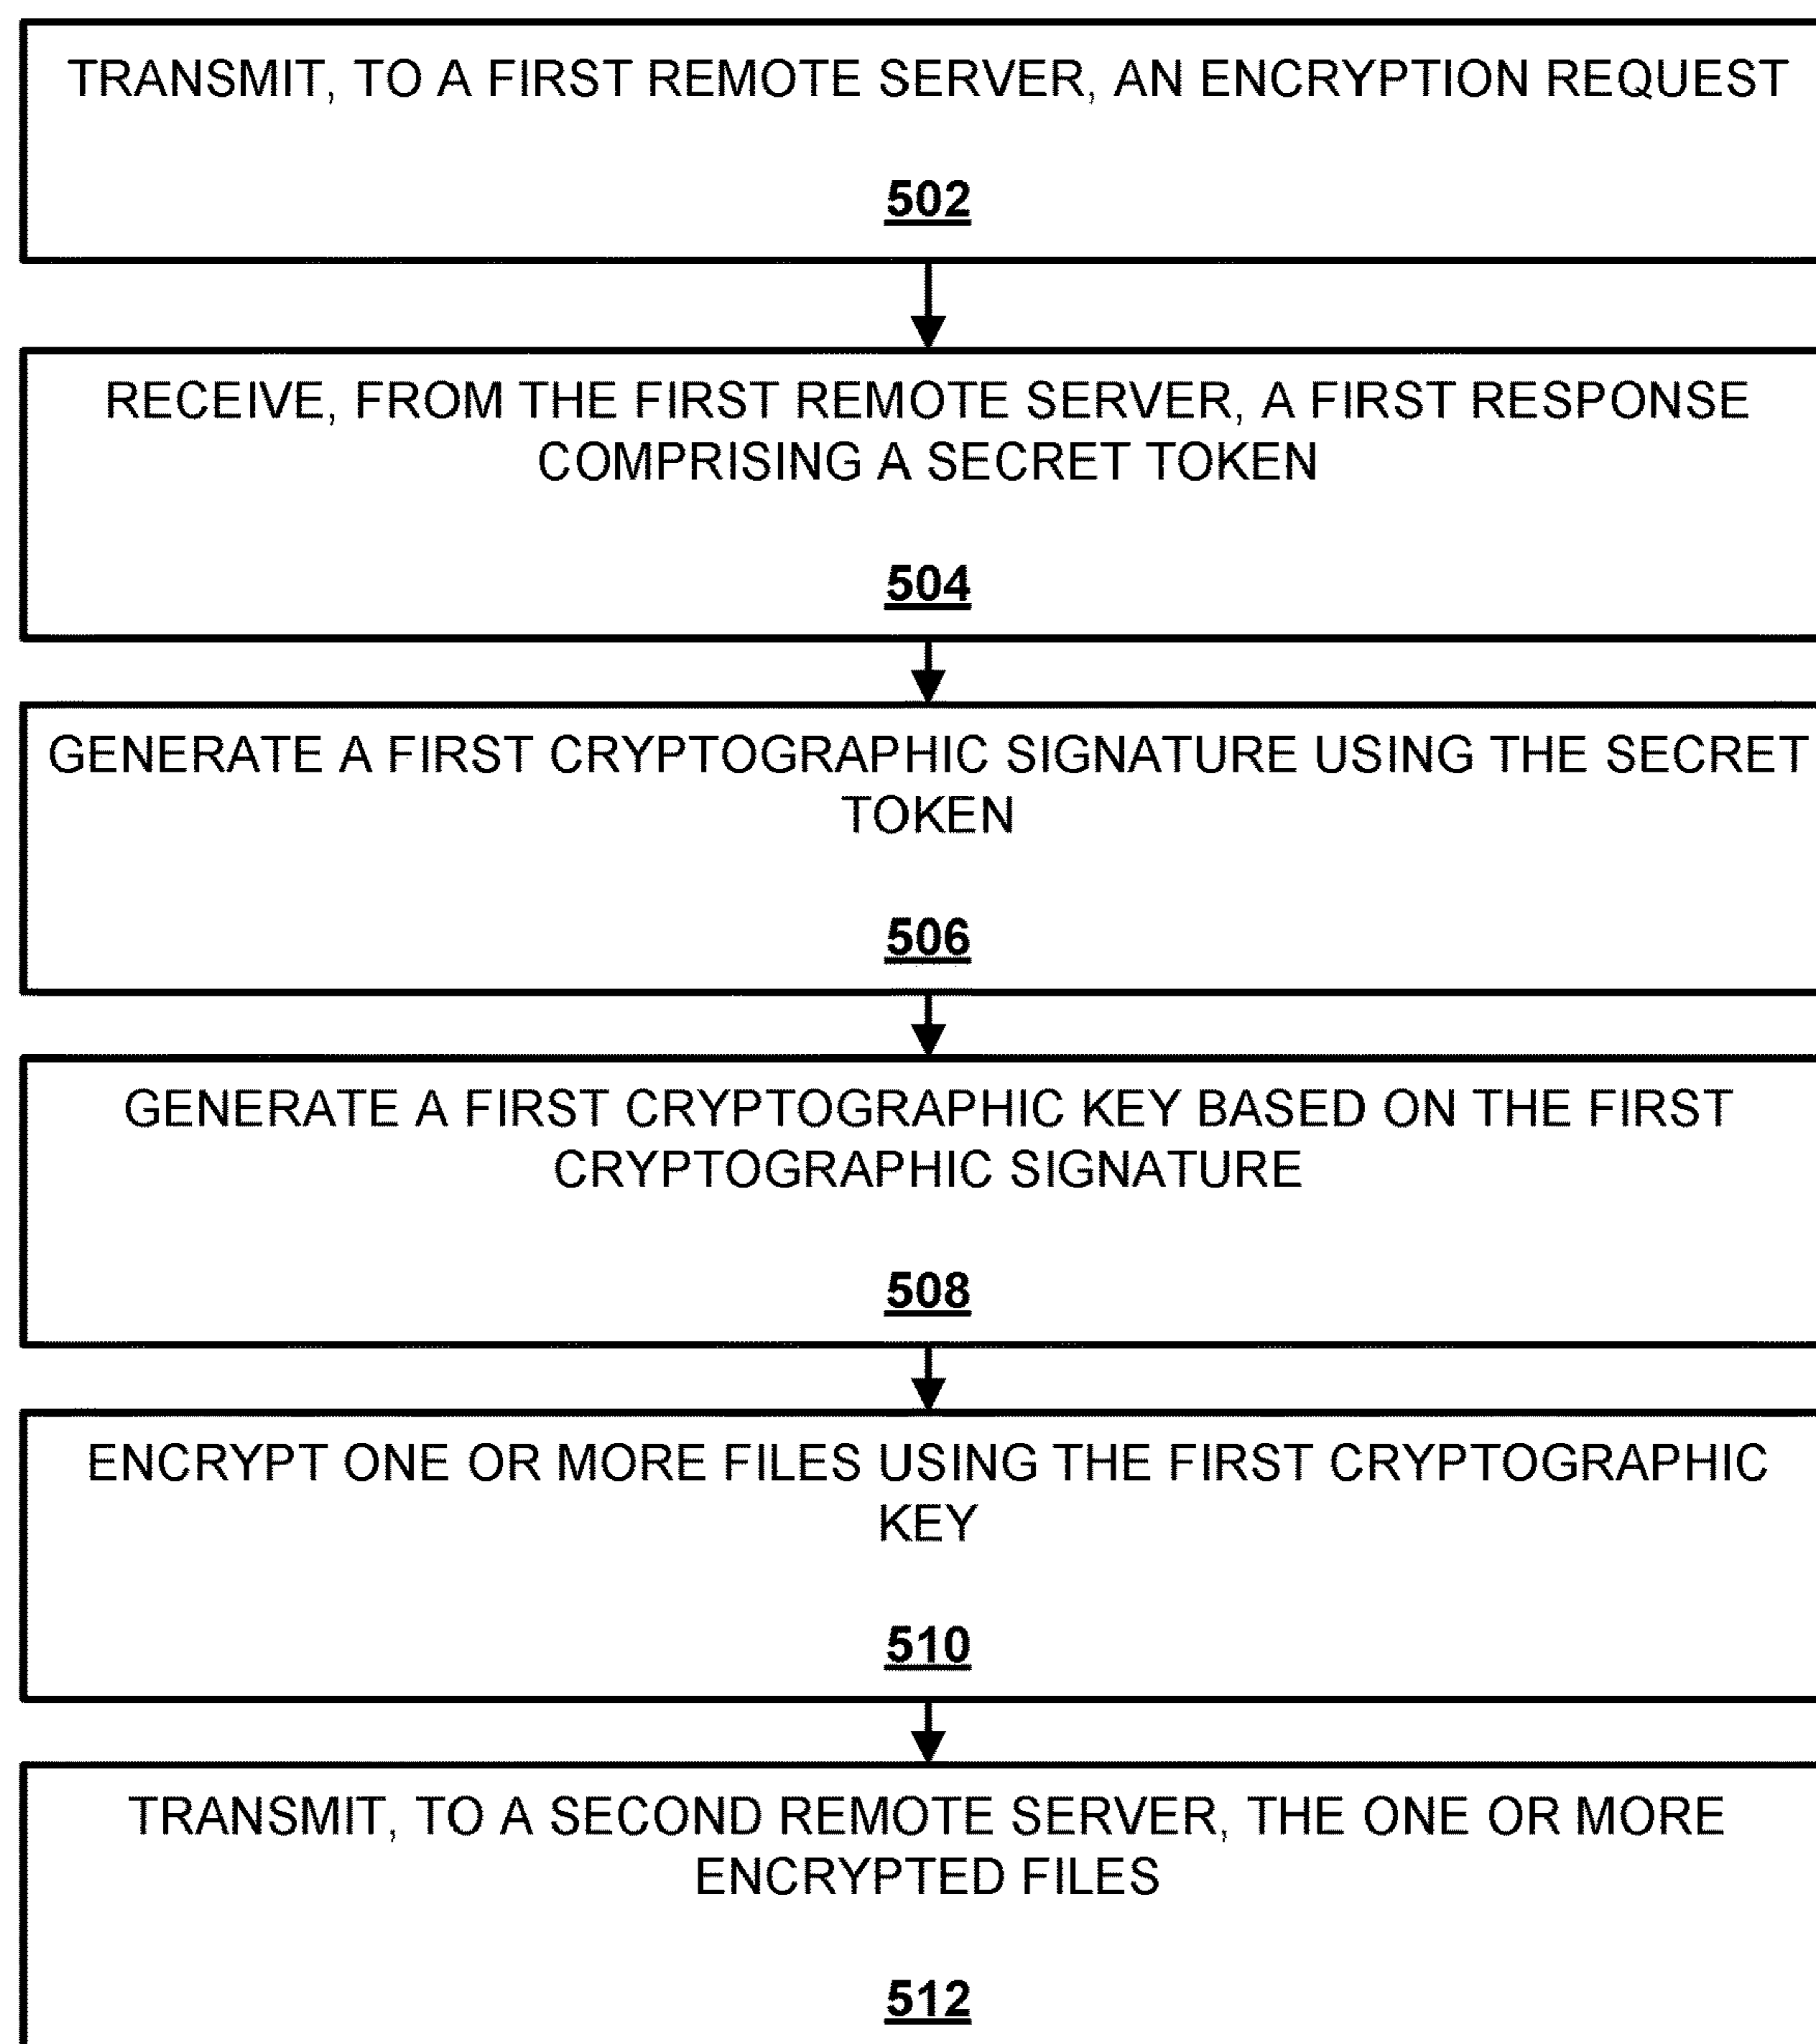 TRANSMIT, TO A FIRST REMOTE SERVER, AN ENCRYPTION REQUEST
502
RECEIVE, FROM THE FIRST REMOTE SERVER, A FIRST RESPONSE
COMPRISING A SECRET TOKEN
504
GENERATE A FIRST CRYPTOGRAPHIC SIGNATURE USING THE SECRET
TOKEN
506
GENERATE A FIRST CRYPTOGRAPHIC KEY BASED ON THE FIRST
CRYPTOGRAPHIC SIGNATURE
508
ENCRYPT ONE OR MORE FILES USING THE FIRST CRYPTOGRAPHIC
KEY
510
TRANSMIT, TO A SECOND REMOTE SERVER, THE ONE OR MORE
ENCRYPTED FILES
512